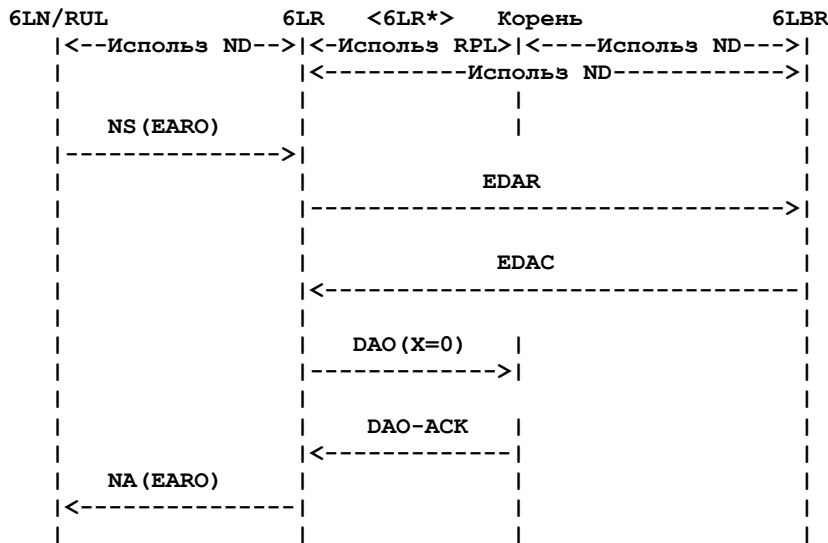 6LN/RUL 6LR <6LR*> Корень 6LBR
|<--Использ ND-->|<-Использ RPL>|<----Использ ND--->|
| |<----------Использ ND------------>|
NS(EARO)
|--------------->|
EDAR
|--------------------------------->|
EDAC
|<---------------------------------|
DAO(X=0)
|------------->|
DAO-ACK
|<-------------|
NA(EARO)
|<---------------|